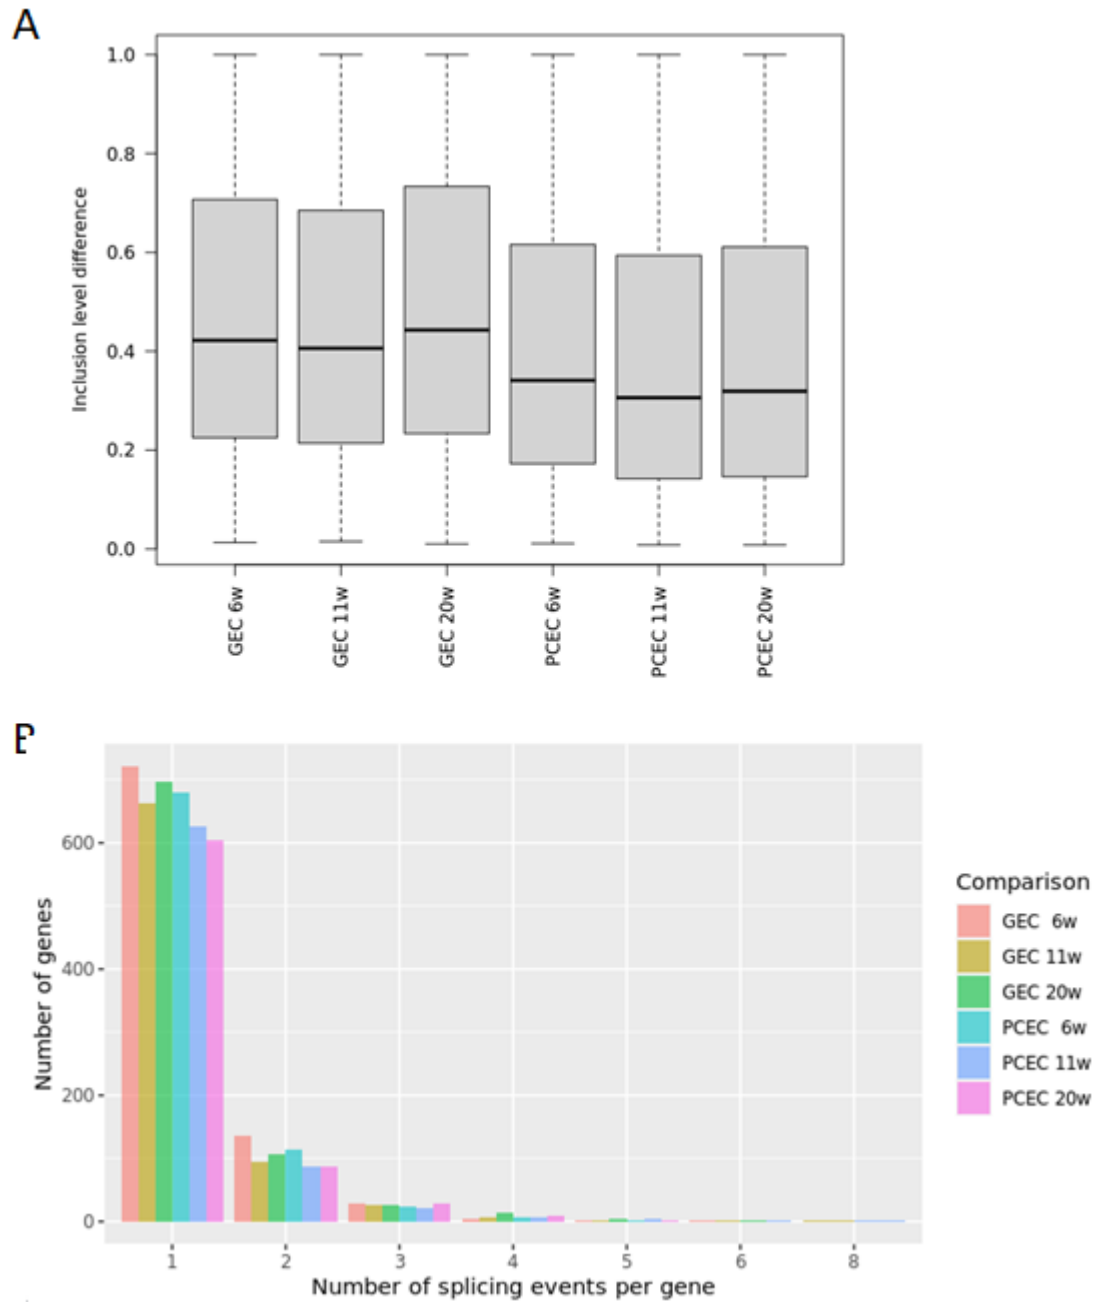 A
1.0
0.8
0.6
0.4
0.2
0.0
Inclusion level difference
GEC 6w
GEC 11w
GEC 20w
PCEC 6w
PCEC 11w
PCEC 20w
600
400
200
0
Number of genes
1 2 3 4 5 6 8
Number of splicing events per gene
Comparison
GEC 6w
GEC 11w
GEC 20w
PCEC 6w
PCEC 11w
PCEC 20w